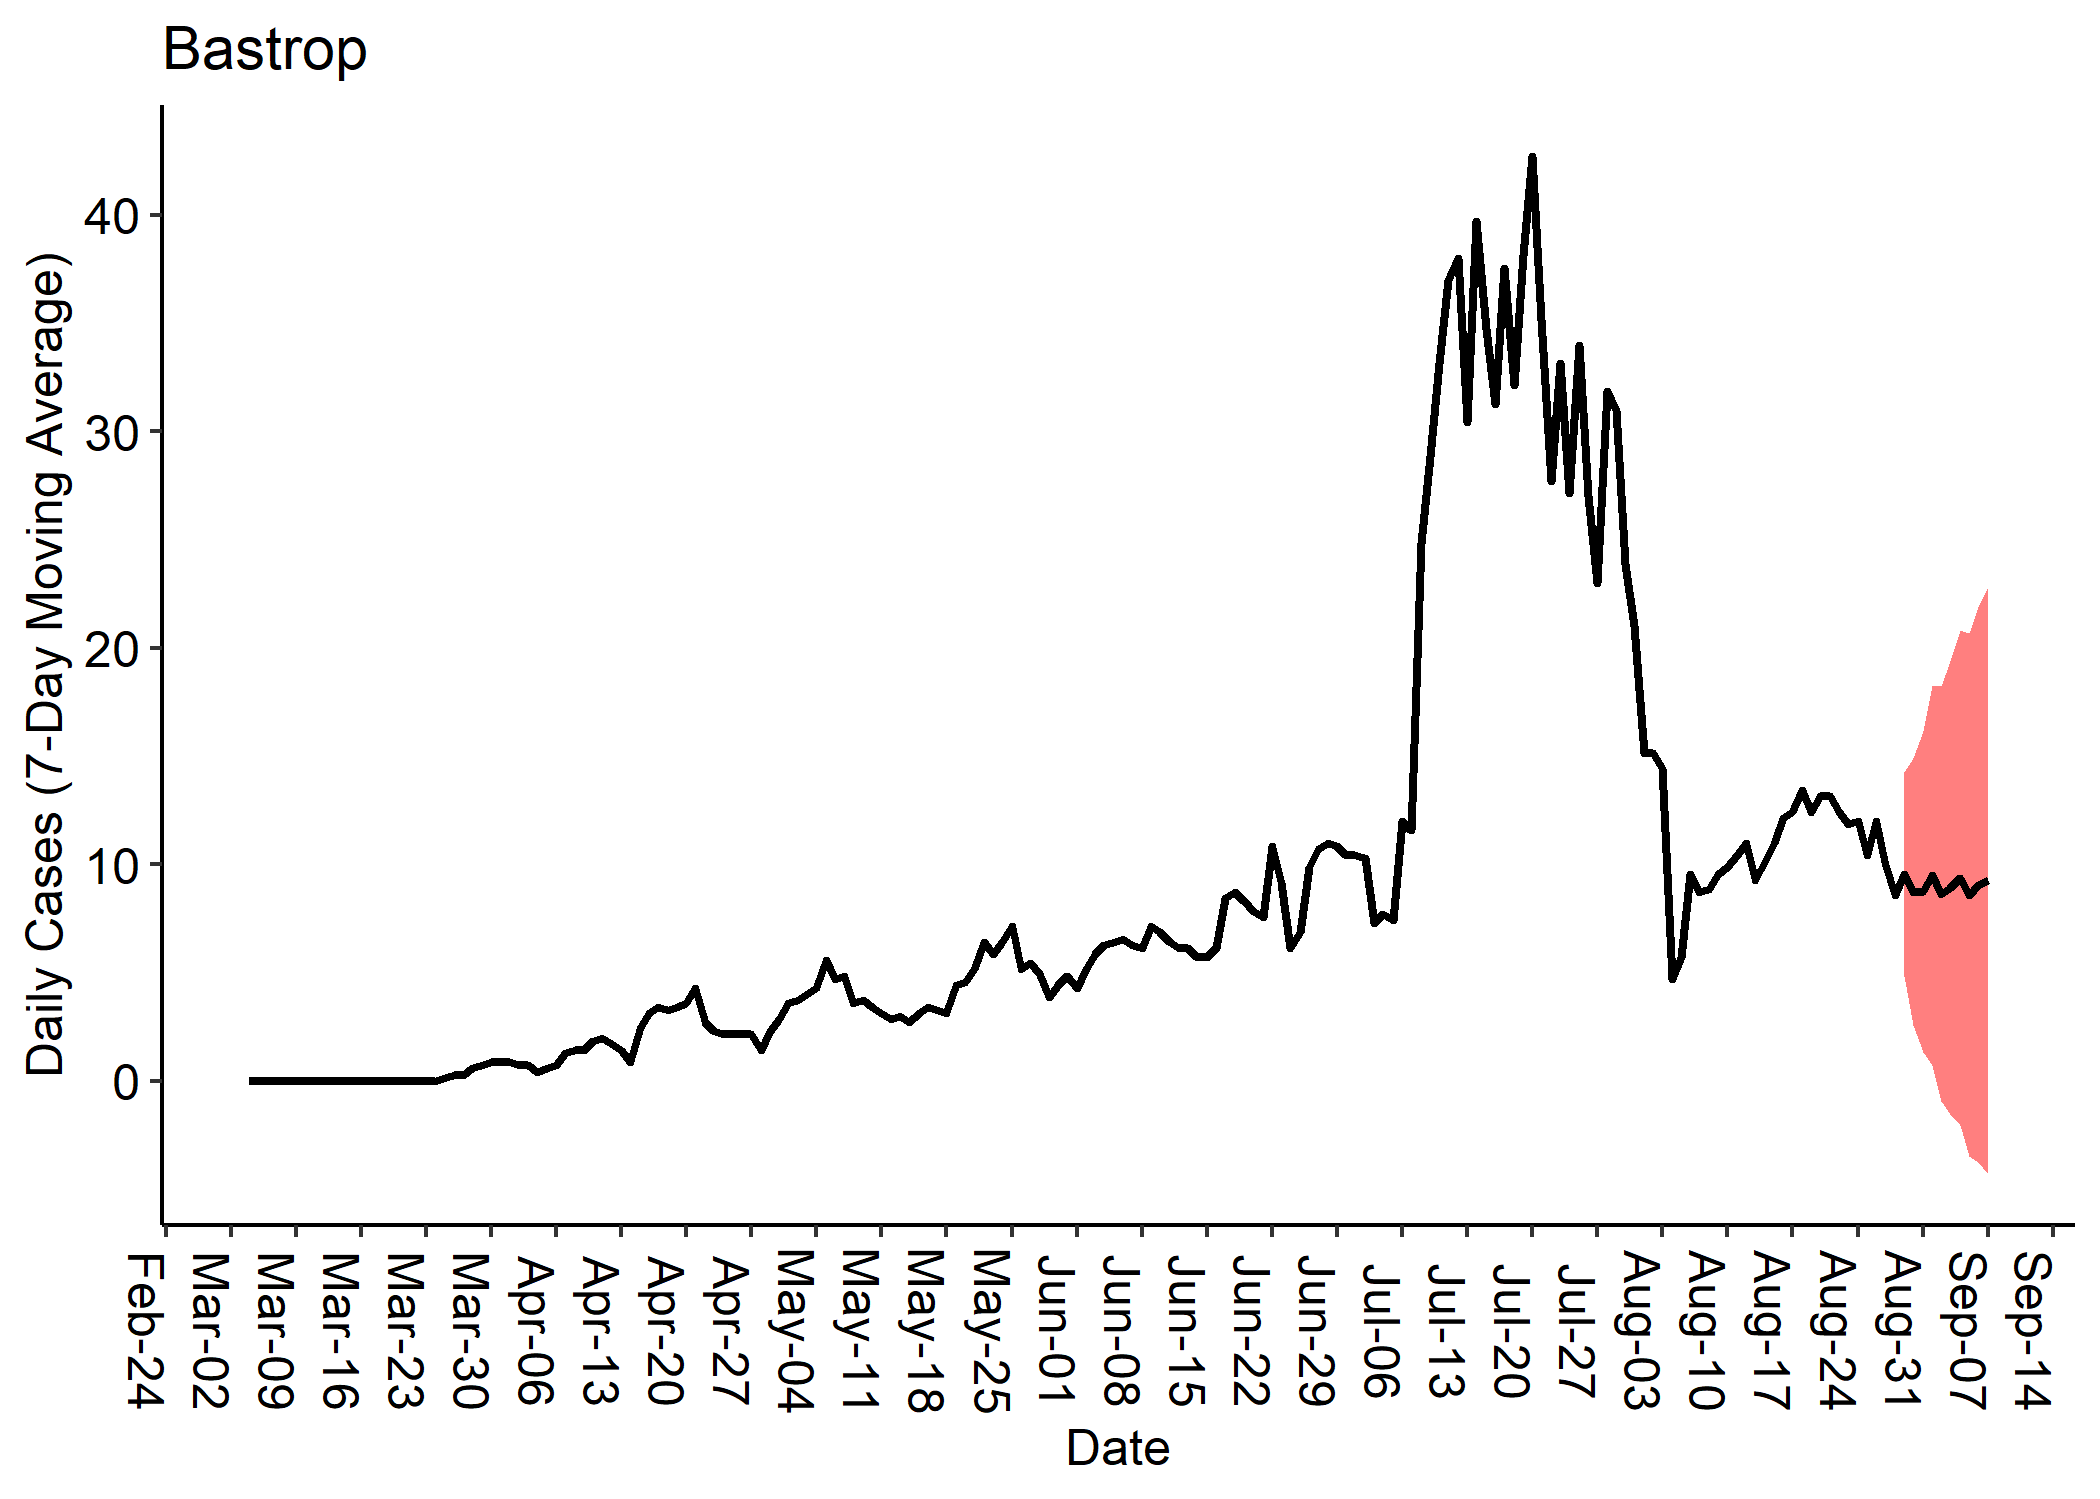 Bastrop
Daily Cases (7-Day Moving Average)
40
30
20
10
0
Feb-24
Mar-02
Mar-09
Mar-16
Mar-23
Mar-30
Apr-06
Apr-13
Apr-20
Apr-27
May-04
May-11
May-18
May-25
Jun-01
Jun-08
Jun-15
Jun-22
Jun-29
Jul-06
Jul-13
Jul-20
Jul-27
Aug-03
Aug-10
Aug-17
Aug-24
Aug-31
Sep-07
Sep-14
Date